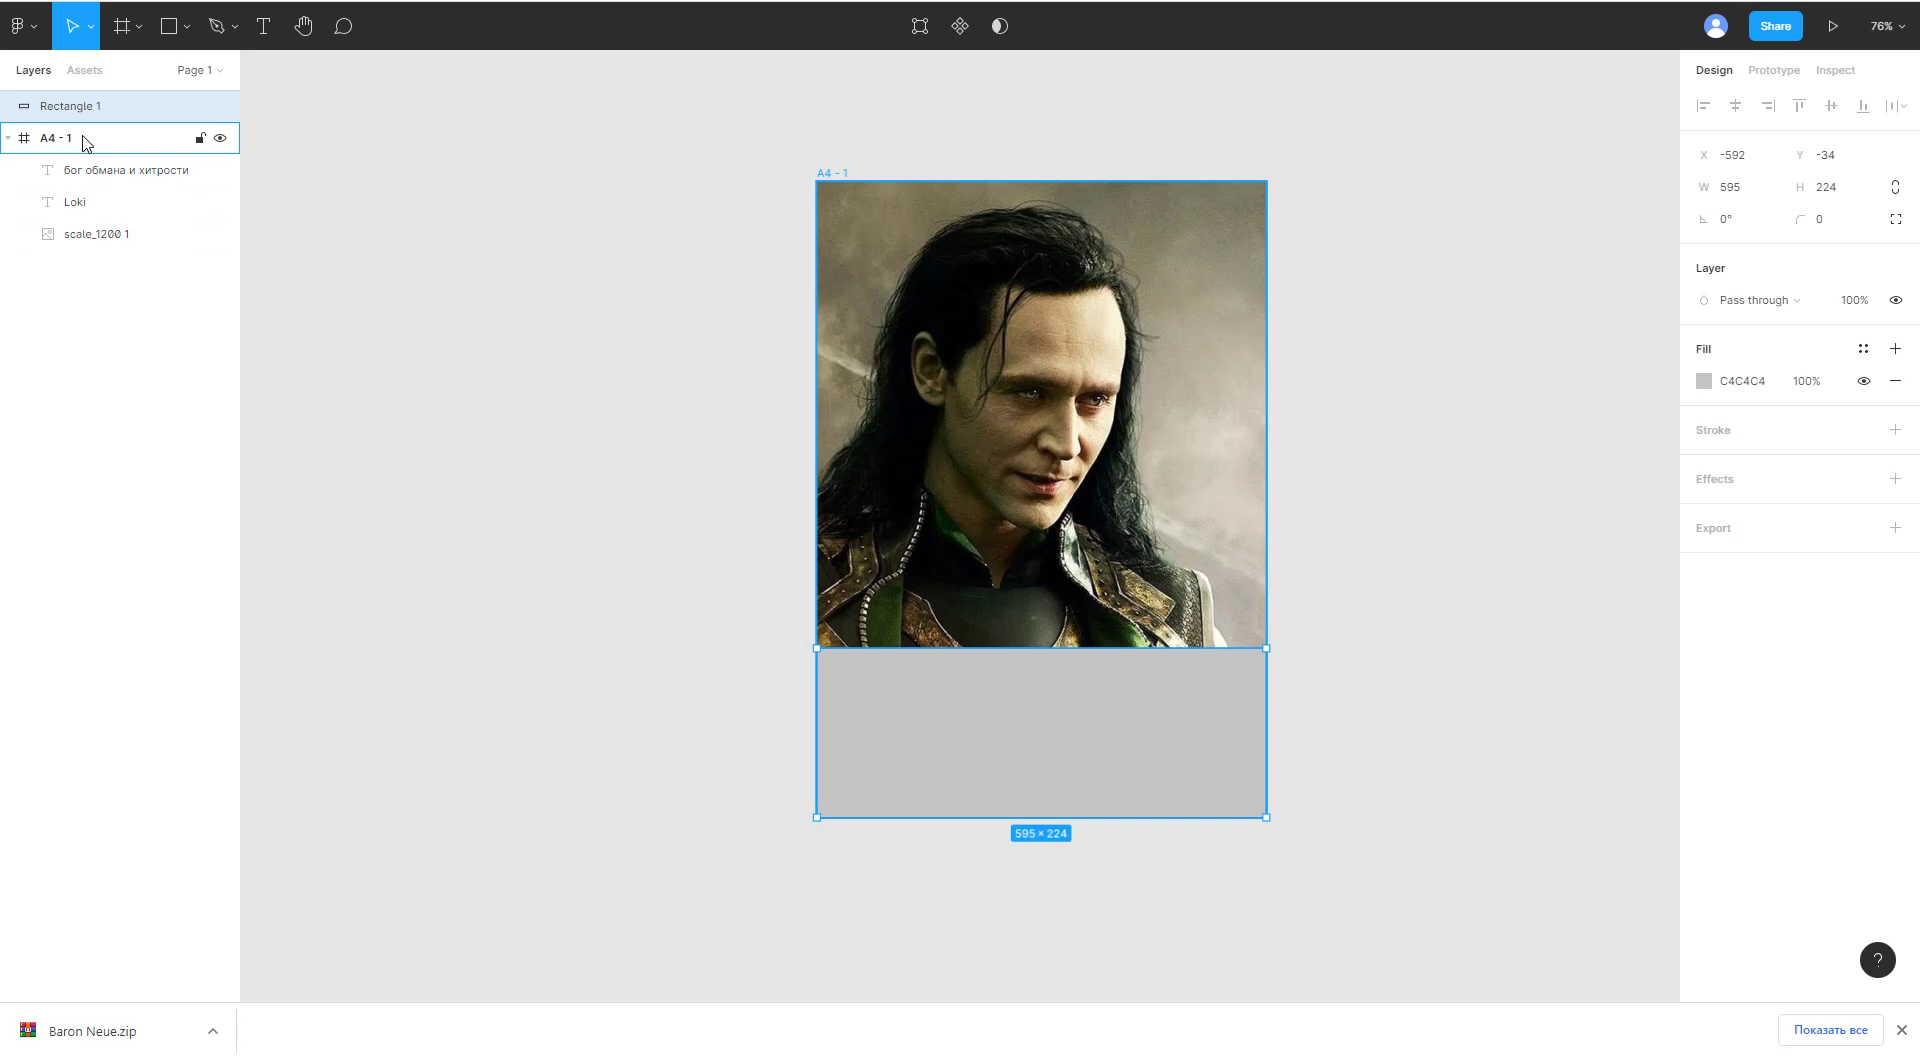 Share
76%
Layers
Assets
Page 1
Rectangle 1
A4 - 1
бог обмана и хитрости
Loki
scale_1200 1
A4 - 1
595 × 224
Design
Prototype
Inspect
X -592
Y -34
W 595
H 224
0°
0
Layer
Pass through
100%
Fill
C4C4C4
100%
Stroke
Effects
Export
?
Baron Neue.zip
Показать все